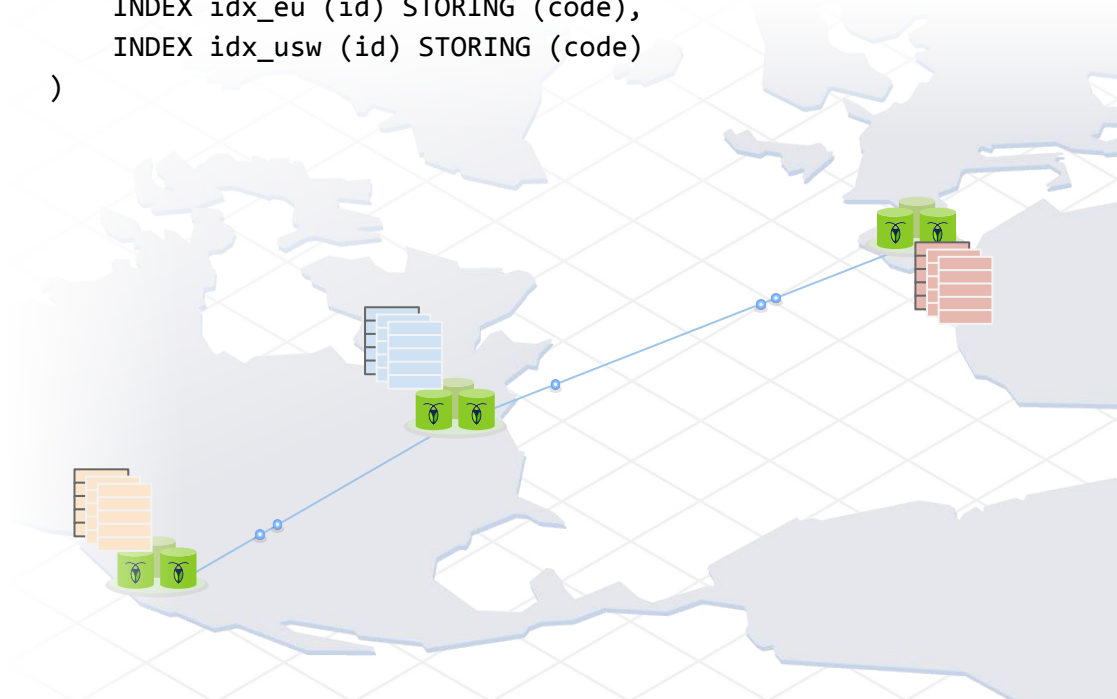 INDEX idx_eu (id) STORING (code),
INDEX idx_usw (id) STORING (code)
)